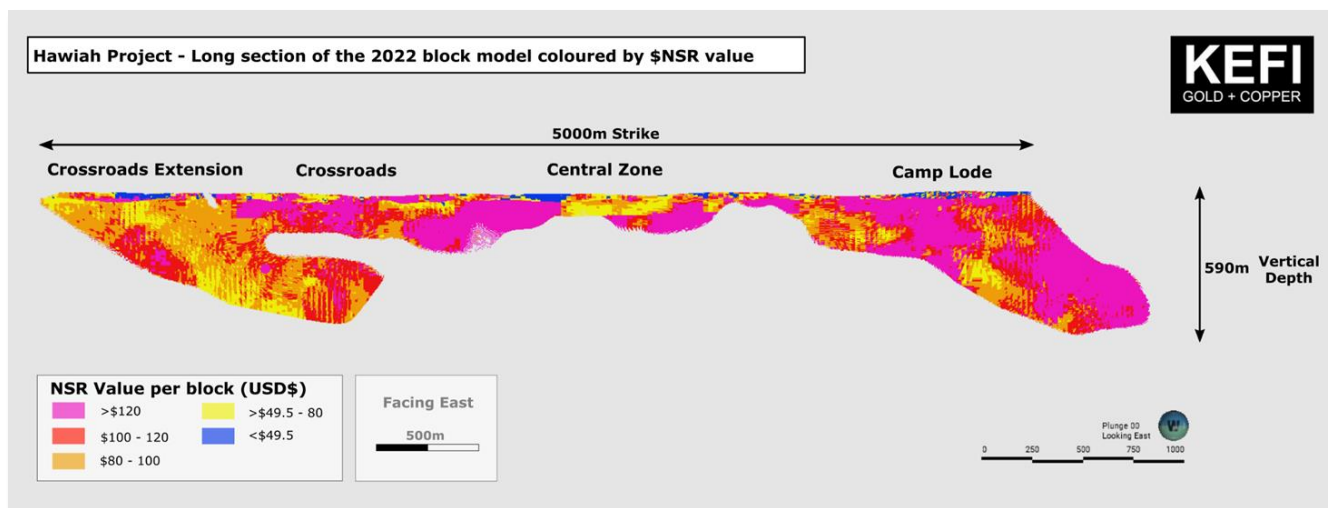 Hawiah Project - Long section of the 2022 block model coloured by $NSR value
KEFI
GOLD + COPPER
5000m Strike
Crossroads Extension
Crossroads
Central Zone
Camp Lode
590m
Vertical
Depth
NSR Value per block (USD$)
>$120
>$49.5 - 80
$100 - 120
<$49.5
$80 - 100
Facing East
500m
Plunge 00
Looking East
0 250 500 750 1000